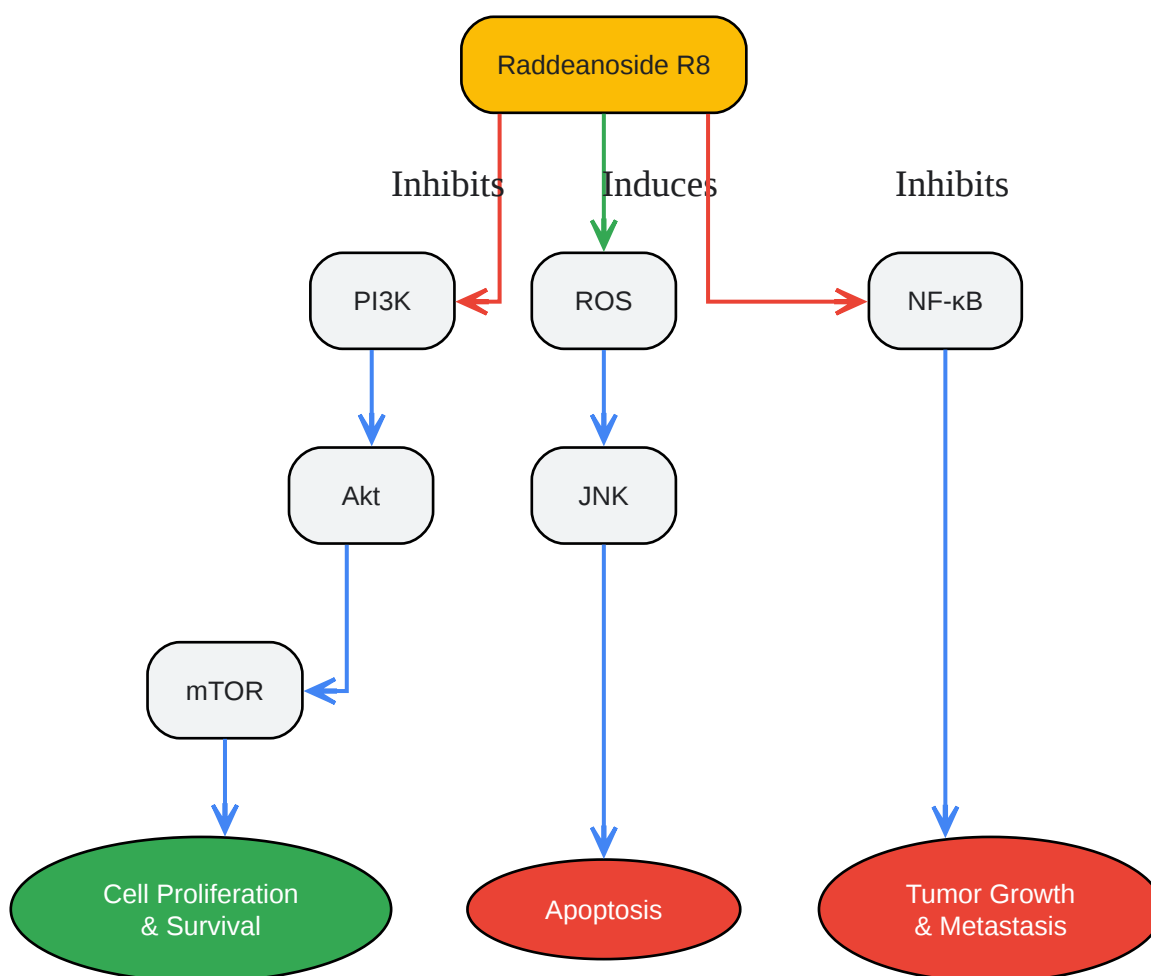 Raddeanoside R8
Inhibits
Induces
Inhibits
PI3K
ROS
NF-κB
Akt
JNK
mTOR
Cell Proliferation
& Survival
Apoptosis
Tumor Growth
& Metastasis